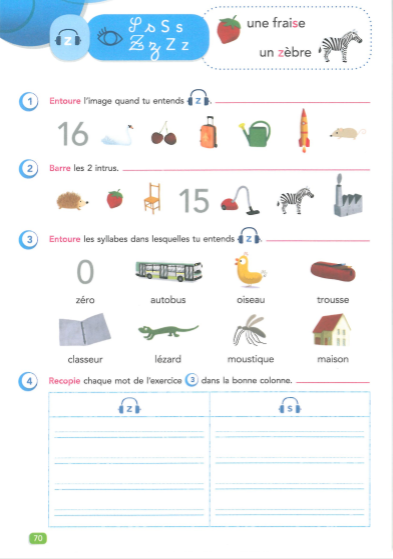 z
S s S s
Z z Z z
une fraise
un zèbre
1 Entoure l'image quand tu entends z.
16
2 Barre les 2 intrus.
15
3 Entoure les syllabes dans lesquelles tu entends z.
0
zéro autobus oiseau trousse
classeur lézard moustique maison
4 Recopie chaque mot de l'exercice 3 dans la bonne colonne.
z s
70